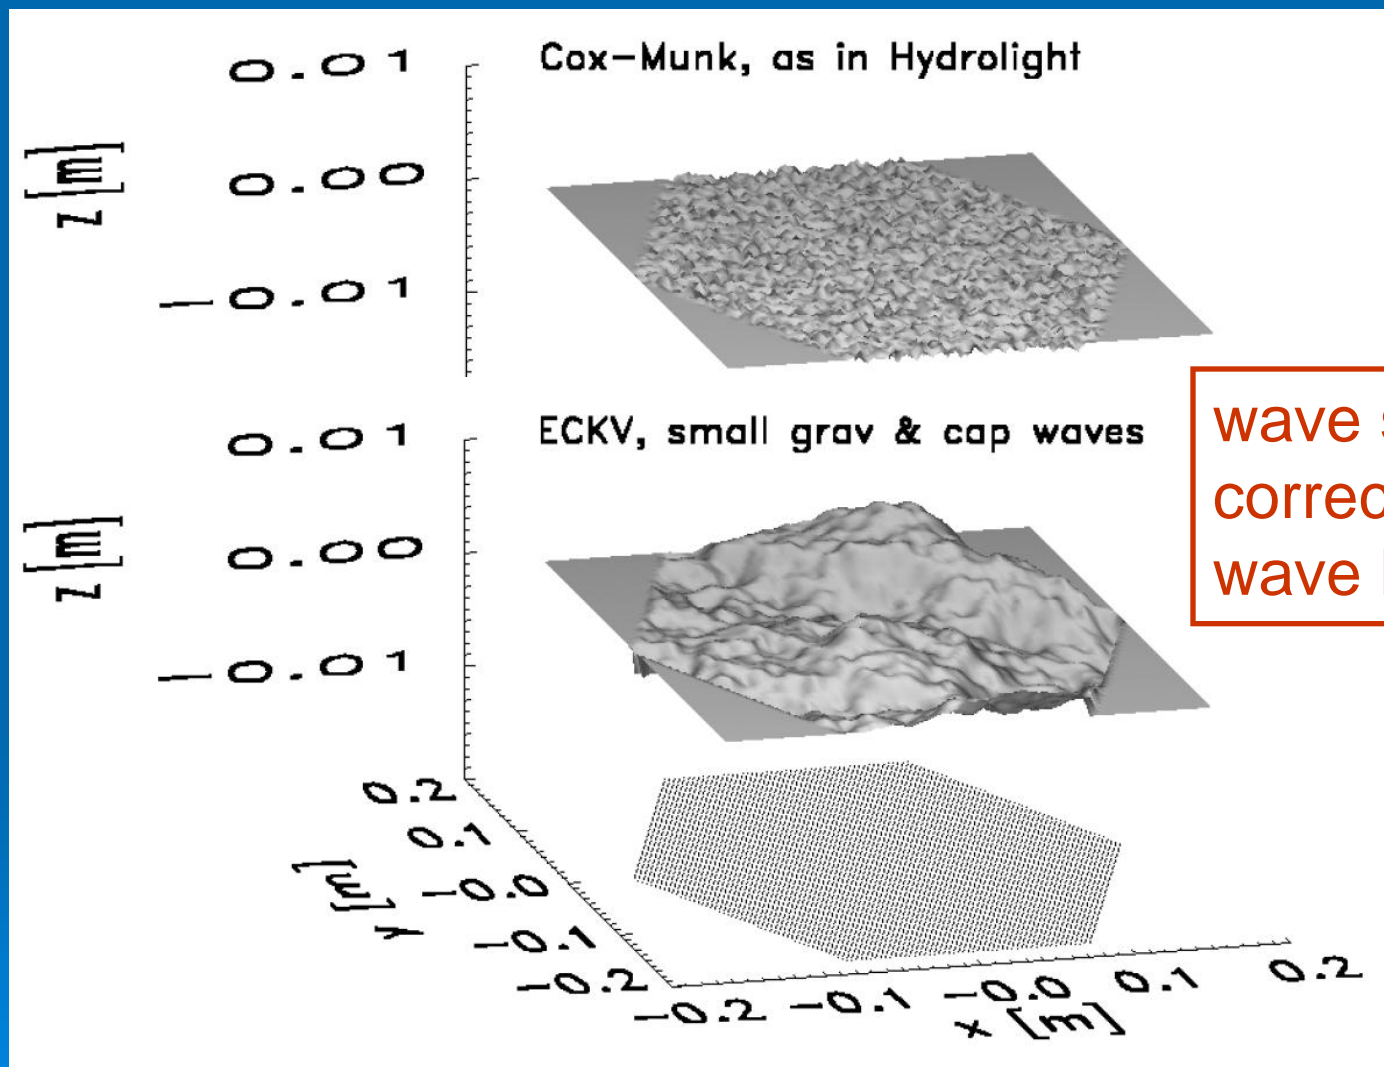 Cox-Munk, as in Hydrolight
0.01
0.00
-0.01
z [m]
ECKV, small grav & cap waves
0.01
0.00
-0.01
z [m]
wave
correc
wave
0.2
0.1
-0.0
-0.1
-0.2
y [m]
-0.2 -0.1 -0.0 0.1 0.2
x [m]